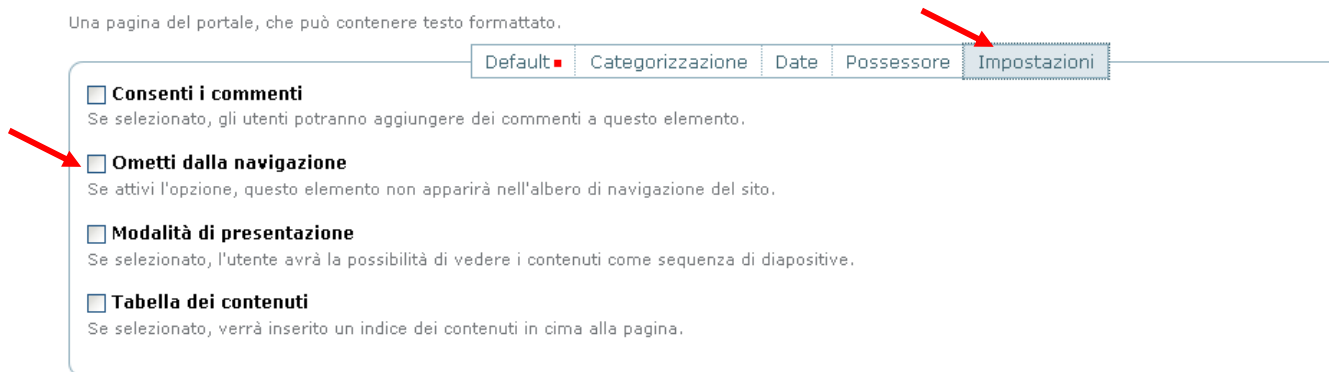 Una pagina del portale, che può contenere testo formattato.
Default Categorizzazione Date Possessore Impostazioni
Consenti i commenti
Se selezionato, gli utenti potranno aggiungere dei commenti a questo elemento.
Ometti dalla navigazione
Se attivi l'opzione, questo elemento non apparirà nell'albero di navigazione del sito.
Modalità di presentazione
Se selezionato, l'utente avrà la possibilità di vedere i contenuti come sequenza di diapositive.
Tabella dei contenuti
Se selezionato, verrà inserito un indice dei contenuti in cima alla pagina.